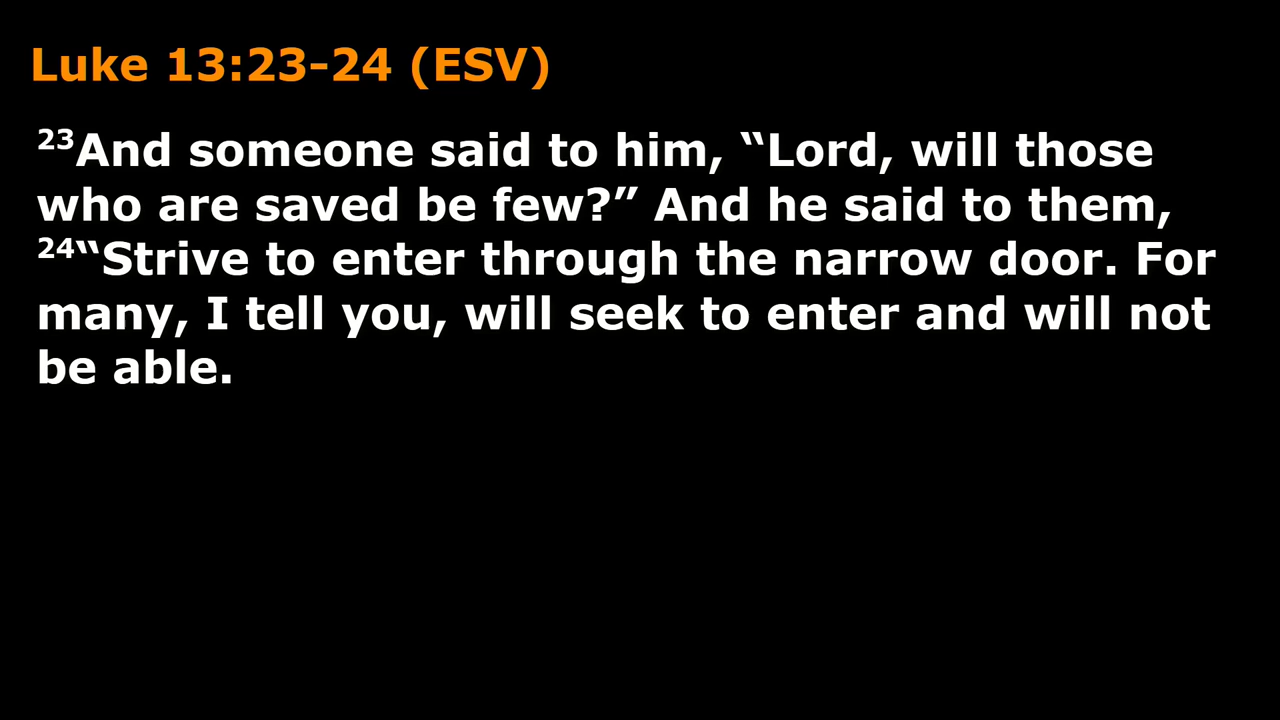 Luke 13:23-24 (ESV)
²³And someone said to him, “Lord, will those
who are saved be few?” And he said to them,
²⁴“Strive to enter through the narrow door. For
many, I tell you, will seek to enter and will not
be able.